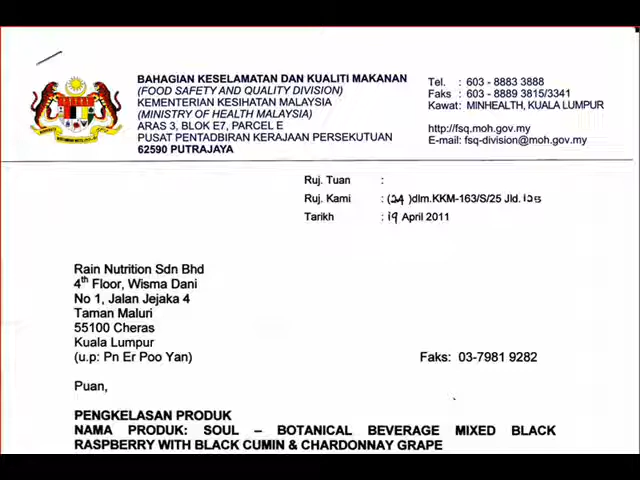 BAHAGIAN KESELAMATAN DAN KUALITI MAKANAN
(FOOD SAFETY AND QUALITY DIVISION)
KEMENTERIAN KESIHATAN MALAYSIA
(MINISTRY OF HEALTH MALAYSIA)
ARAS 3, BLOK E7, PARCEL E
PUSAT PENTADBIRAN KERAJAAN PERSEKUTUAN
62590 PUTRAJAYA
Tel. : 603 - 8883 3888
Faks : 603 - 8889 3815/3341
Kawat: MINHEALTH, KUALA LUMPUR
http://fsq.moh.gov.my
E-mail: fsq-division@moh.gov.my
Ruj. Tuan :
Ruj. Kami : (24 )dlm.KKM-163/S/25 Jld.
Tarikh : 19 April 2011
Rain Nutrition Sdn Bhd
4th Floor, Wisma Dani
No 1, Jalan Jejaka 4
Taman Maluri
55100 Cheras
Kuala Lumpur
(u.p: Pn Er Poo Yan) Faks: 03-7981 9282
Puan,
PENGKELASAN PRODUK
NAMA PRODUK: SOUL – BOTANICAL BEVERAGE MIXED BLACK
RASPBERRY WITH BLACK CUMIN & CHARDONNAY GRAPE